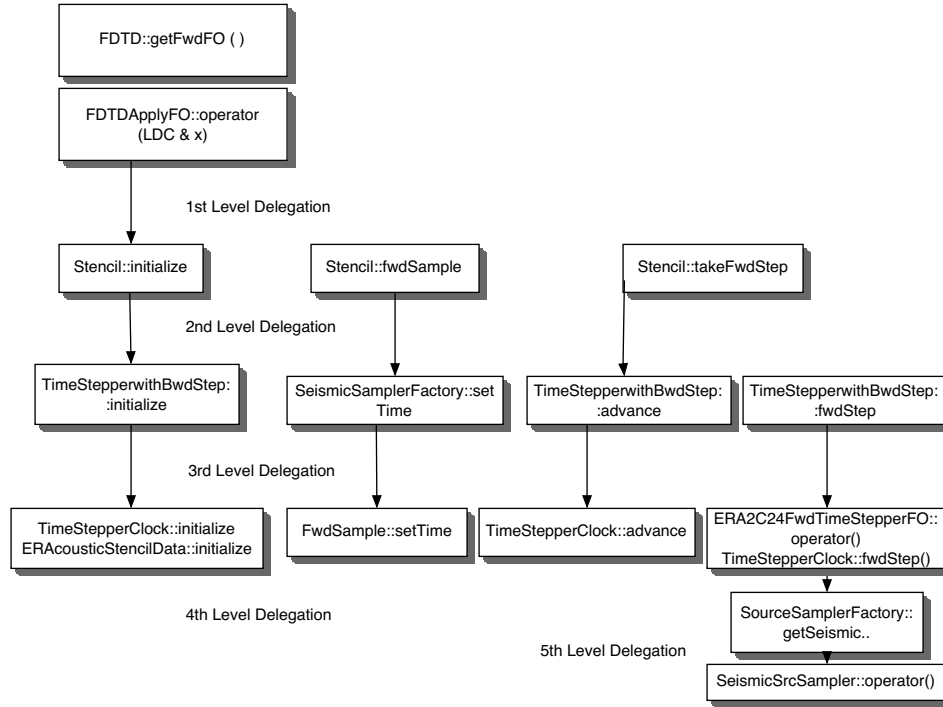 FDTD::getFwdFO ( )
FDTDApplyFO::operator
(LDC & x)
1st Level Delegation
Stencil::initialize
Stencil::fwdSample
Stencil::takeFwdStep
2nd Level Delegation
TimeStepperwithBwdStep:
:initialize
SeismicSamplerFactory::set
Time
TimeStepperwithBwdStep:
:advance
TimeStepperwithBwdStep:
:fwdStep
3rd Level Delegation
TimeStepperClock::initialize
ERAcousticStencilData::initialize
FwdSample::setTime
TimeStepperClock::advance
ERA2C24FwdTimeStepperFO::
operator()
TimeStepperClock::fwdStep()
4th Level Delegation
SourceSamplerFactory::
getSeismic..
5th Level Delegation
SeismicSrcSampler::operator()